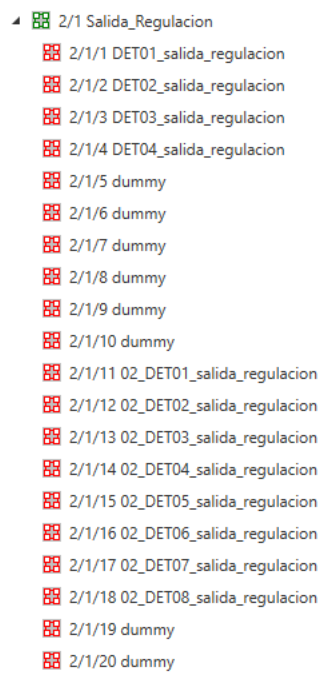 2/1 Salida_Regulacion
2/1/1 DET01_salida_regulacion
2/1/2 DET02_salida_regulacion
2/1/3 DET03_salida_regulacion
2/1/4 DET04_salida_regulacion
2/1/5 dummy
2/1/6 dummy
2/1/7 dummy
2/1/8 dummy
2/1/9 dummy
2/1/10 dummy
2/1/11 02_DET01_salida_regulacion
2/1/12 02_DET02_salida_regulacion
2/1/13 02_DET03_salida_regulacion
2/1/14 02_DET04_salida_regulacion
2/1/15 02_DET05_salida_regulacion
2/1/16 02_DET06_salida_regulacion
2/1/17 02_DET07_salida_regulacion
2/1/18 02_DET08_salida_regulacion
2/1/19 dummy
2/1/20 dummy